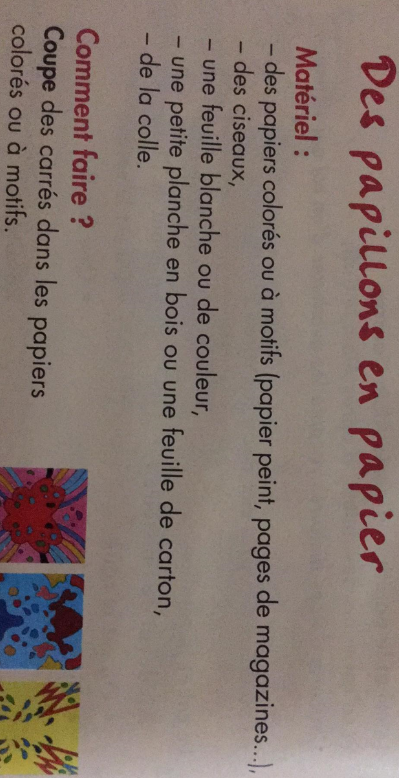 Des papillons en papier
Matériel :
– des papiers colorés ou à motifs (papier peint, pages de magazines...),
– des ciseaux,
– une feuille blanche ou de couleur,
– une petite planche en bois ou une feuille de carton,
– de la colle.
Comment faire ?
Coupe des carrés dans les papiers
colorés ou à motifs.